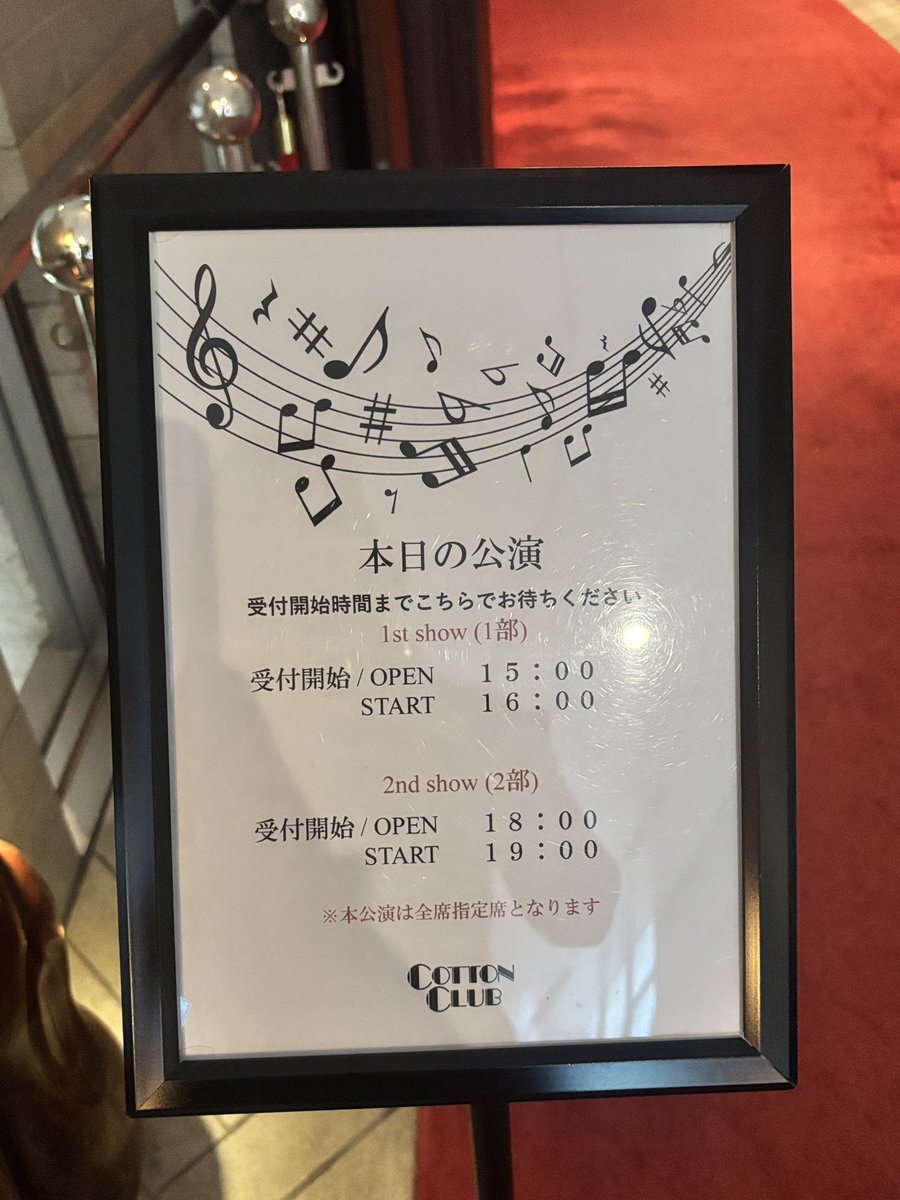 本日の公演
受付開始時間までこちらでお待ちください
1st show (1部)
受付開始 / OPEN １５：００
START １６：００
2nd show (2部)
受付開始 / OPEN １８：００
START １９：００
※本公演は全席指定席となります
COTTON
CLUB